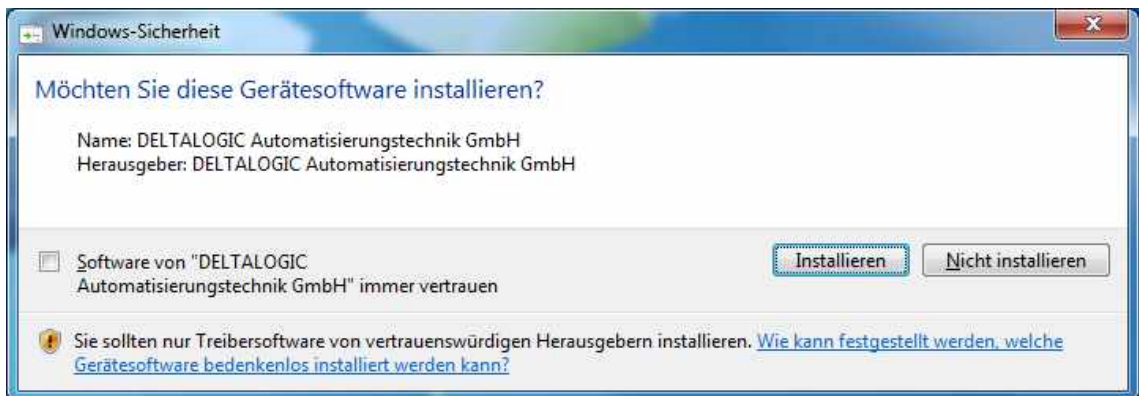 Windows-Sicherheit
Möchten Sie diese Gerätesoftware installieren?
Name: DELTALOGIC Automatisierungstechnik GmbH
Herausgeber: DELTALOGIC Automatisierungstechnik GmbH
Software von "DELTALOGIC
Automatisierungstechnik GmbH" immer vertrauen
Installieren
Nicht installieren
Sie sollten nur Treibersoftware von vertrauenswürdigen Herausgebern installieren. Wie kann festgestellt werden, welche
Gerätesoftware bedenkenlos installiert werden kann?